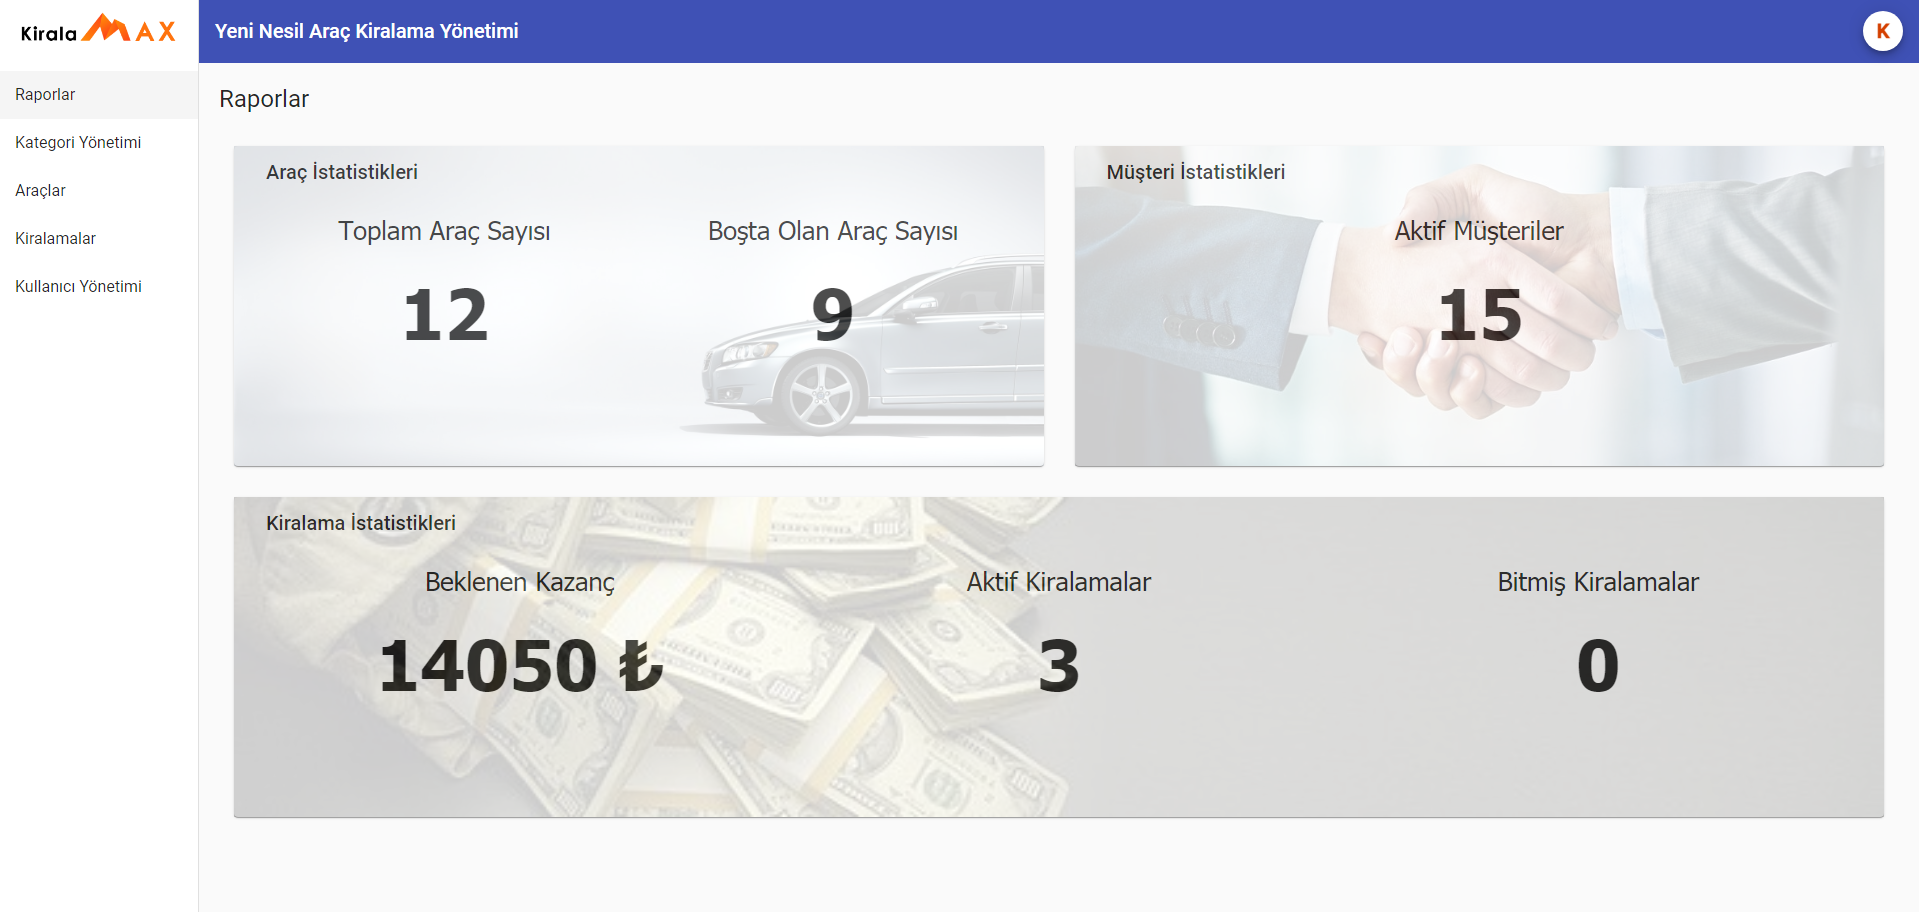 Kirala MAX
Yeni Nesil Araç Kiralama Yönetimi
K
Raporlar
Kategori Yönetimi
Araçlar
Kiralamalar
Kullanıcı Yönetimi
Raporlar
Araç İstatistikleri
Toplam Araç Sayısı
12
Boşta Olan Araç Sayısı
9
Müşteri İstatistikleri
Aktif Müşteriler
15
Kiralama İstatistikleri
Beklenen Kazanç
14050 ₺
Aktif Kiralamalar
3
Bitmiş Kiralamalar
0